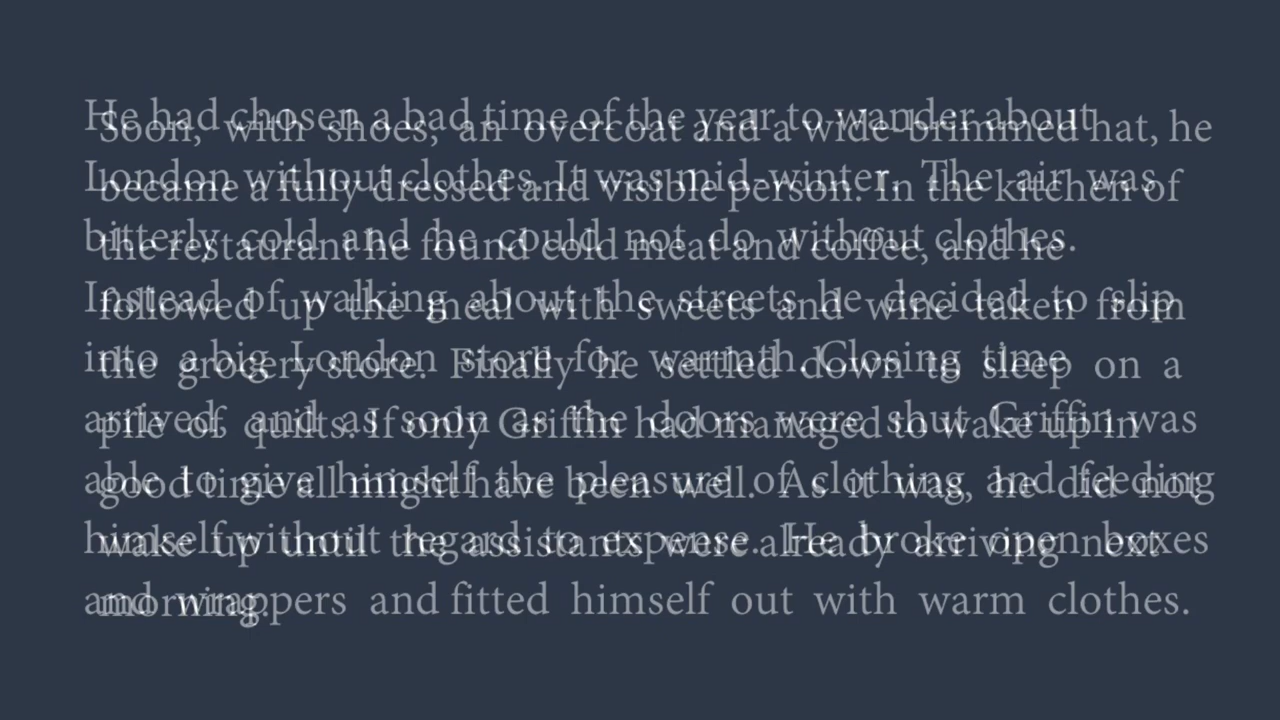 He had chosen a bad time of the year to wander about
London without clothes. It was mid-winter. The air was
bitterly cold and he could not do without clothes.
Instead of walking about the streets he decided to slip
into a big London store for warmth. Closing time
arrived, and as soon as the doors were shut Griffin was
able to give himself the pleasure of clothing and feeding
himself without regard to expense. He broke open boxes
and wrappers and fitted himself out with warm clothes.
Soon, with shoes, an overcoat and a wide-brimmed hat, he
became a fully dressed and visible person. In the kitchen of
the restaurant he found cold meat and coffee, and he
followed up the meal with sweets and wine taken from
the grocery store. Finally he settled down to sleep on a
pile of quilts. If only Griffin had managed to wake up in
good time all might have been well. As it was, he did not
wake up until the assistants were already arriving next
morning.